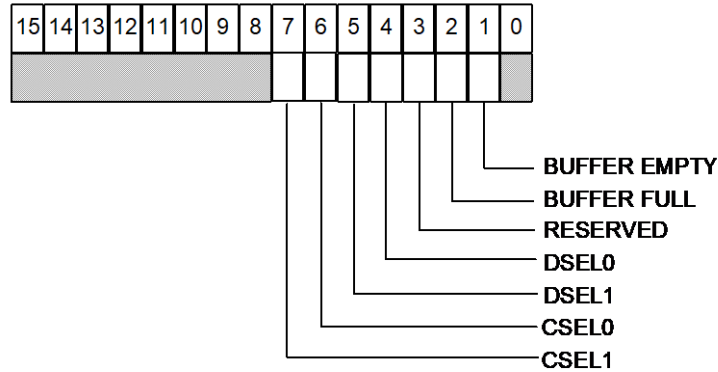 15 14 13 12 11 10 9 8 7 6 5 4 3 2 1 0
BUFFER EMPTY
BUFFER FULL
RESERVED
DSEL0
DSEL1
CSEL0
CSEL1